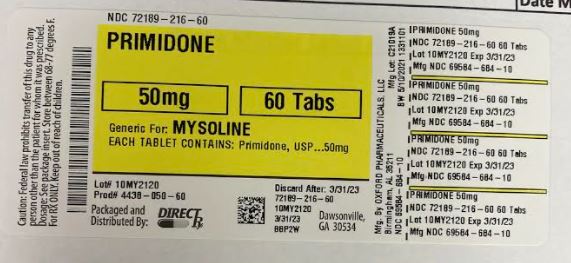 Date M
NDC 72189-216-60
PRIMIDONE
50mg
60 Tabs
Generic For: MYSOLINE
EACH TABLET CONTAINS: Primidone, USP...50mg
Caution: Federal law prohibits transfer of this drug to any
person other than the patient for whom it was prescribed.
Dosage: See package insert. Store between 68-77 degrees F.
For RX ONLY. Keep out of reach of children.
Lot# 10MY2120
Prod# 4438-050-60
Packaged and
Distributed By:
DIRECT Rx
Discard After: 3/31/23
72189-216-60
10MY2120
3/31/23
BBP2W
Dawsonville,
GA 30534
Mfg. By OXFORD PHARMACEUTICALS, LLC
Birmingham, AL 35211
NDC 69584-684-10
Mfg Lot: C21019A
BW 5/10/2021 1331101
PRIMIDONE 50mg
NDC 72189-216-60 60 Tabs
Lot 10MY2120 Exp 3/31/23
Mfg NDC 69584-684-10
PRIMIDONE 50mg
NDC 72189-216-60 60 Tabs
Lot 10MY2120 Exp 3/31/23
Mfg NDC 69584-684-10
PRIMIDONE 50mg
NDC 72189-216-60 60 Tabs
Lot 10MY2120 Exp 3/31/23
Mfg NDC 69584-684-10
PRIMIDONE 50mg
NDC 72189-216-60 60 Tabs
Lot 10MY2120 Exp 3/31/23
Mfg NDC 69584-684-10